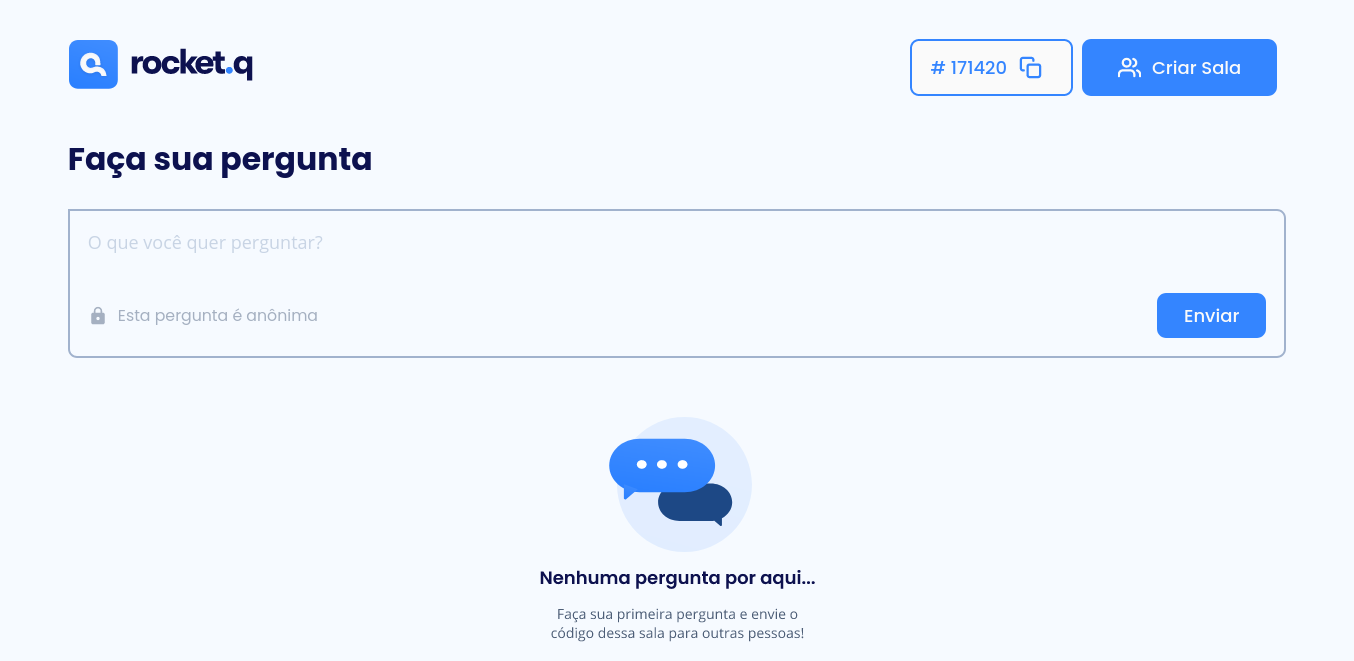 rocket.q
# 171420
Criar Sala
Faça sua pergunta
O que você quer perguntar?
Esta pergunta é anônima
Enviar
Nenhuma pergunta por aqui...
Faça sua primeira pergunta e envie o
código dessa sala para outras pessoas!